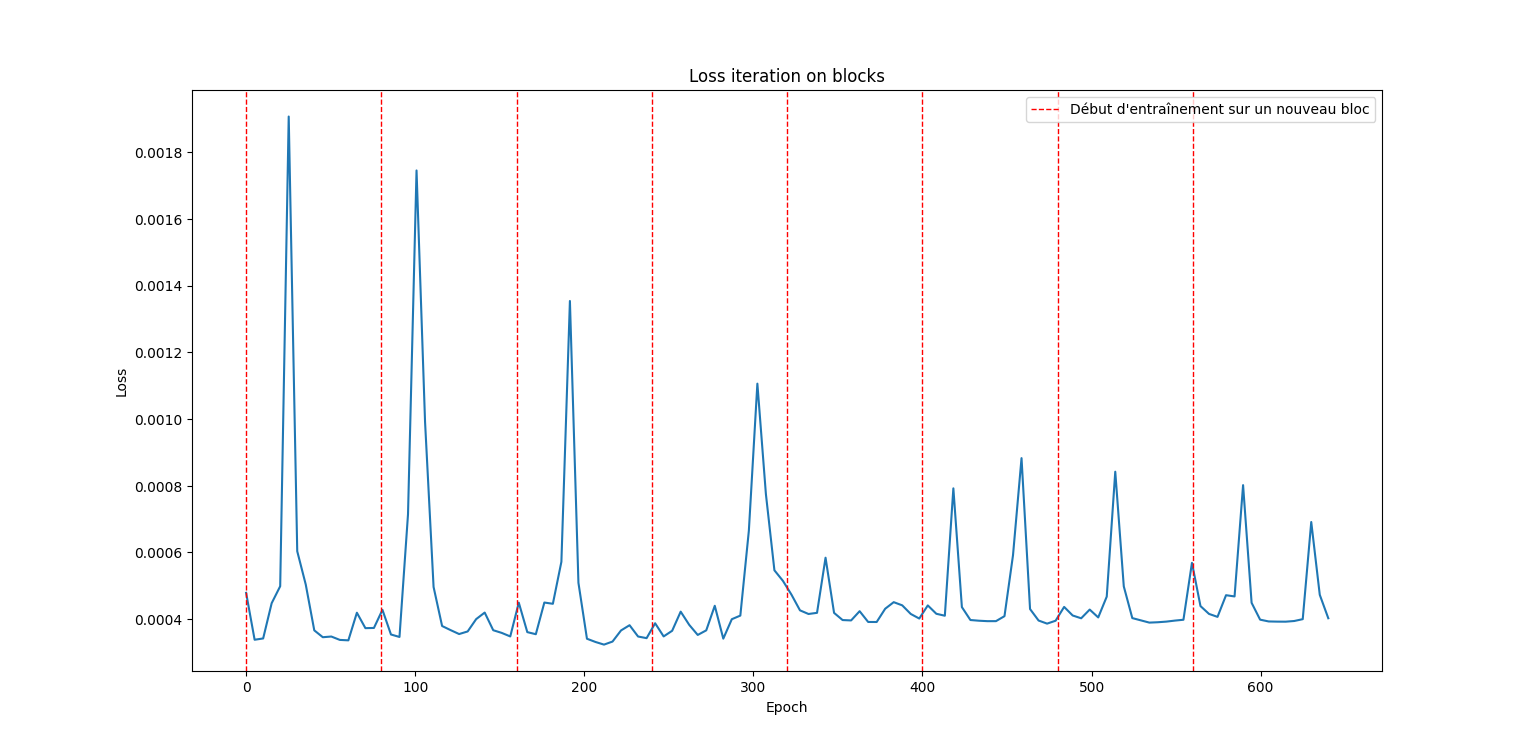 Loss iteration on blocks
Début d'entraînement sur un nouveau bloc
0.0018
0.0016
0.0014
0.0012
0.0010
0.0008
0.0006
0.0004
Loss
0 100 200 300 400 500 600
Epoch